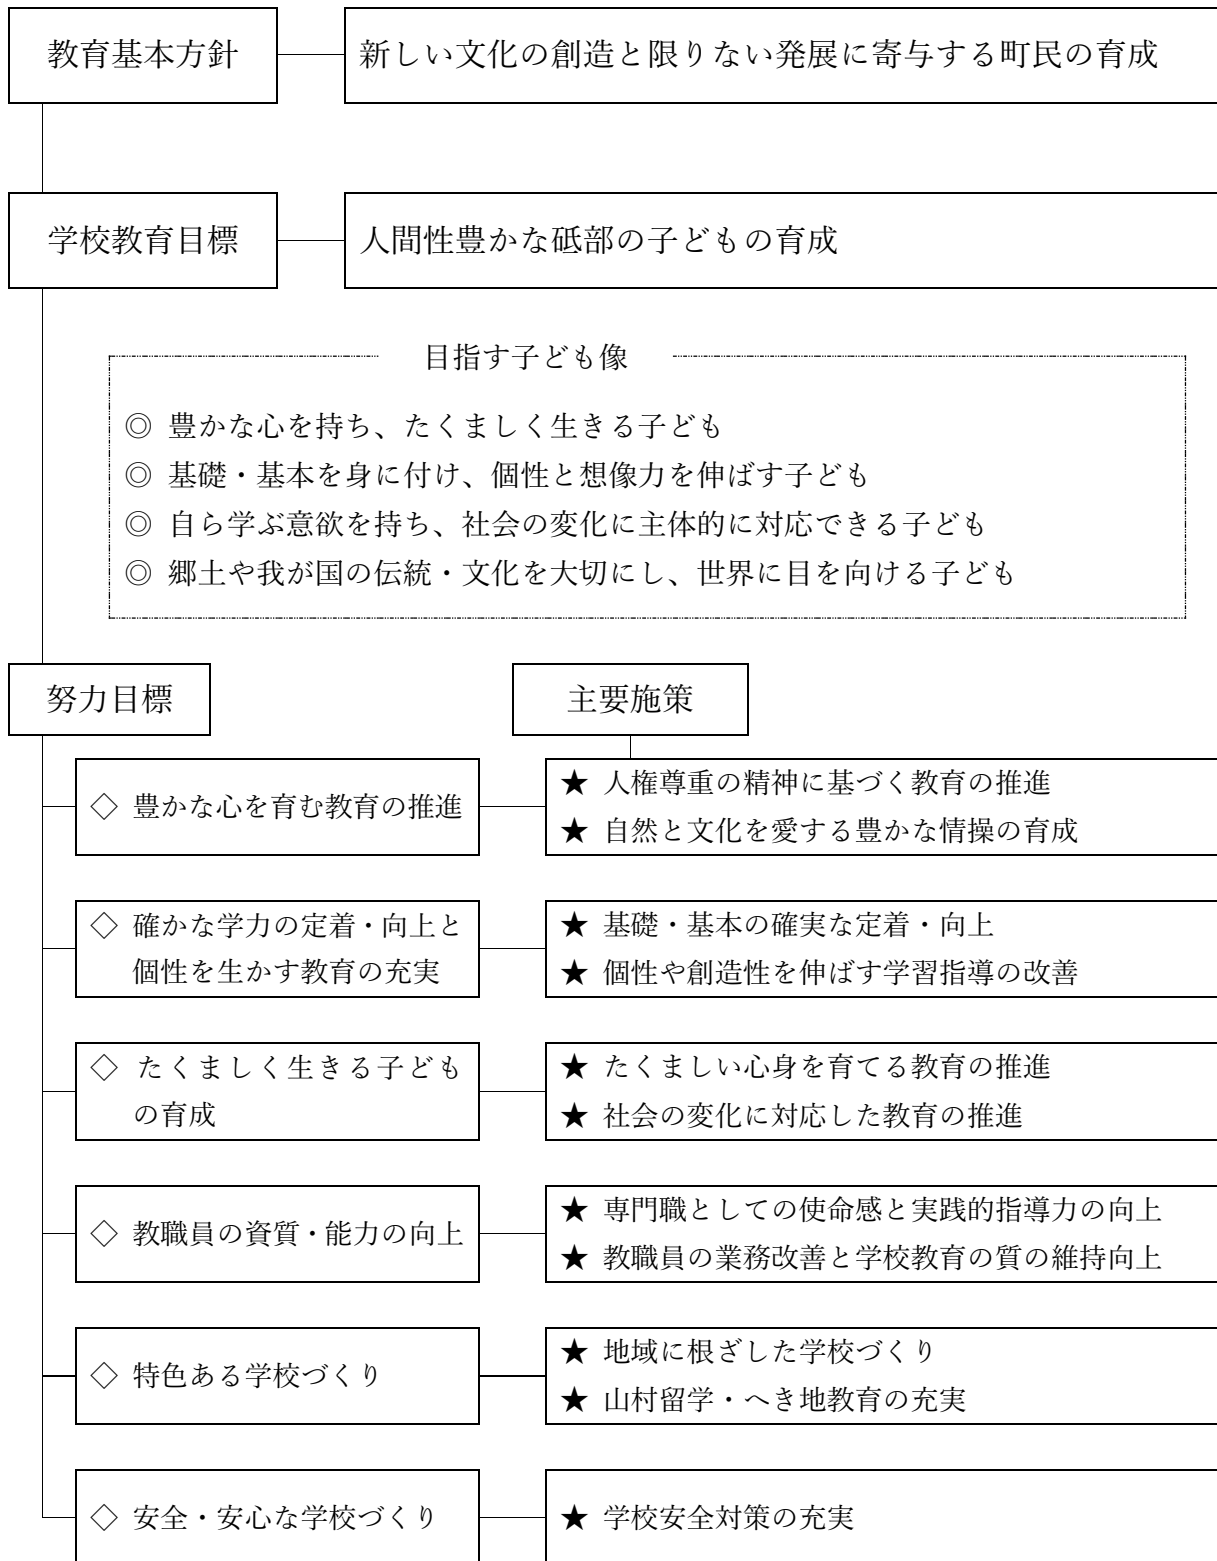 教育基本方針
新しい文化の創造と限りない発展に寄与する町民の育成
学校教育目標
人間性豊かな砥部の子どもの育成
目指す子ども像
◎ 豊かな心を持ち、たくましく生きる子ども
◎ 基礎・基本を身に付け、個性と想像力を伸ばす子ども
◎ 自ら学ぶ意欲を持ち、社会の変化に主体的に対応できる子ども
◎ 郷土や我が国の伝統・文化を大切にし、世界に目を向ける子ども
努力目標
主要施策
◇ 豊かな心を育む教育の推進
★ 人権尊重の精神に基づく教育の推進
★ 自然と文化を愛する豊かな情操の育成
◇ 確かな学力の定着・向上と
個性を生かす教育の充実
★ 基礎・基本の確実な定着・向上
★ 個性や創造性を伸ばす学習指導の改善
◇ たくましく生きる子ども
の育成
★ たくましい心身を育てる教育の推進
★ 社会の変化に対応した教育の推進
◇ 教職員の資質・能力の向上
★ 専門職としての使命感と実践的指導力の向上
★ 教職員の業務改善と学校教育の質の維持向上
◇ 特色ある学校づくり
★ 地域に根ざした学校づくり
★ 山村留学・へき地教育の充実
◇ 安全・安心な学校づくり
★ 学校安全対策の充実